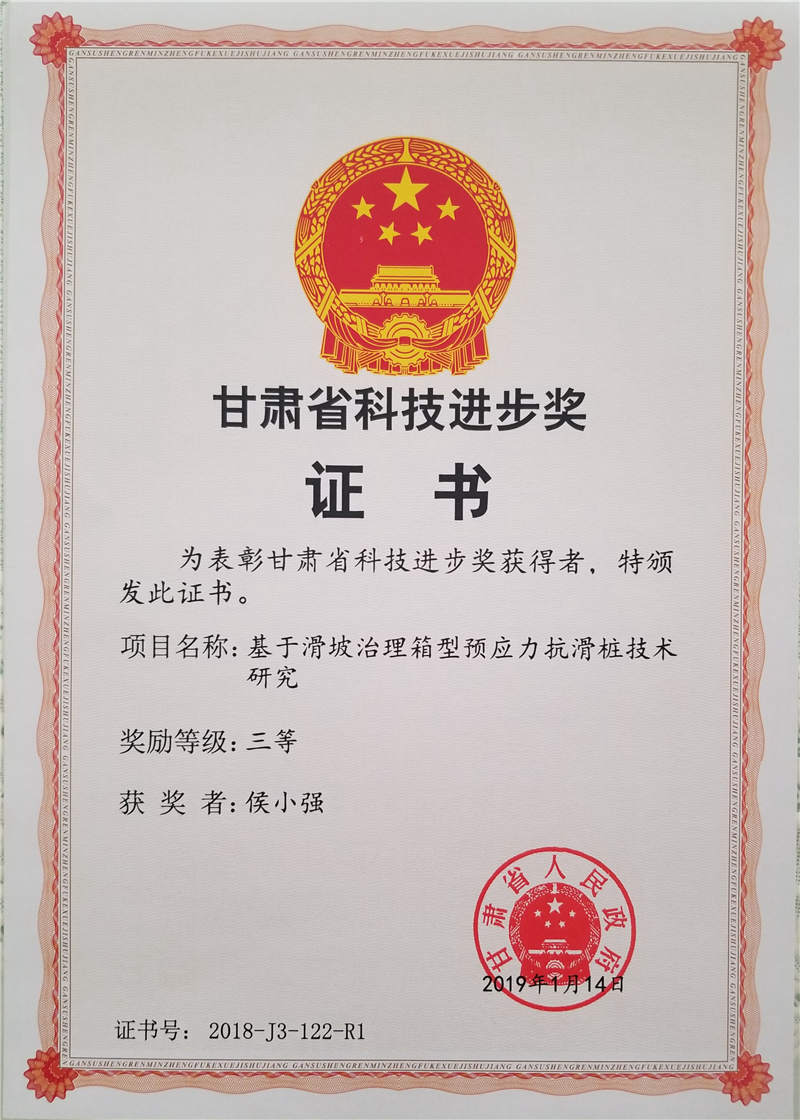 GANSUSHENGRENMINZHENGFUKEXUEJISHUJIANG GANSUSHENGRENMINZHENGFUKEXUEJISHUJIANG
甘肃省科技进步奖
证 书
为表彰甘肃省科技进步奖获得者，特颁
发此证书。
项目名称：基于滑坡治理箱型预应力抗滑桩技术
研究
奖励等级：三等
获 奖 者：侯小强
甘肃省人民政府
2019年1月14日
证书号： 2018-J3-122-R1
GANSUSHENGRENMINZHENGFUKEXUEJISHUJIANG GANSUSHENGRENMINZHENGFUKEXUEJISHUJIANG